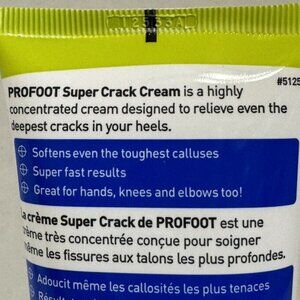 12535A
PROFOOT Super Crack Cream is a highly
#5125
concentrated cream designed to relieve even the
deepest cracks in your heels.
Softens even the toughest calluses
Super fast results
Great for hands, knees and elbows too!
La crème Super Crack de PROFOOT est une
crème très concentrée conçue pour soigner
même les fissures aux talons les plus profondes.
Adoucit même les callosités les plus tenaces